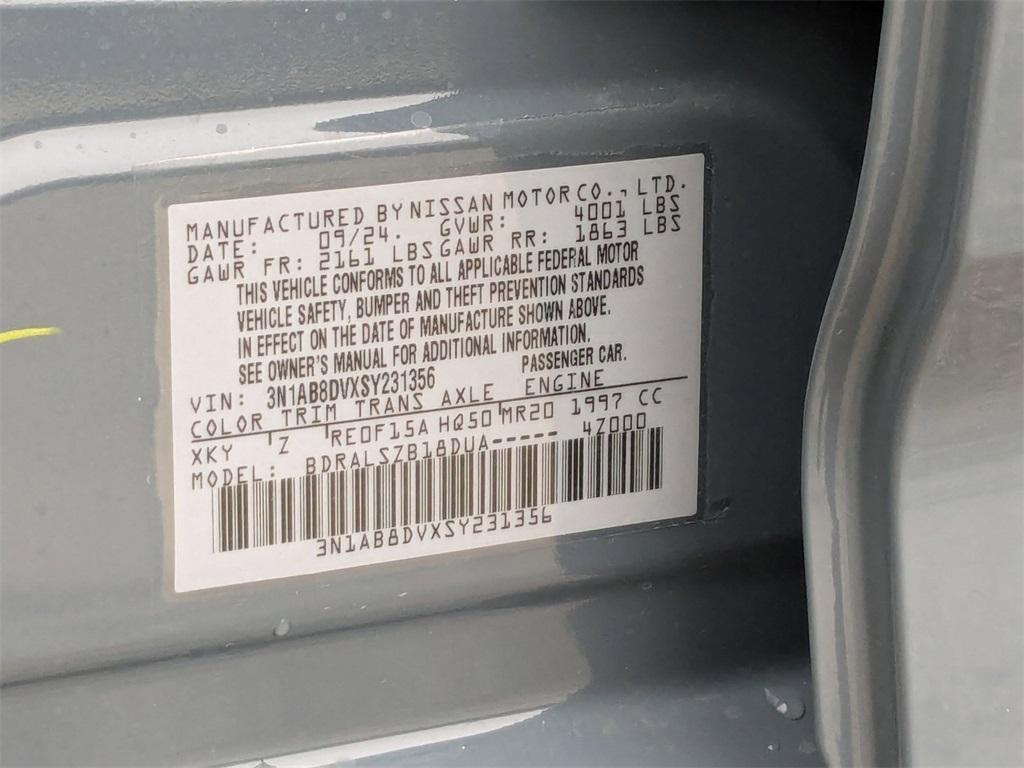 MANUFACTURED BY NISSAN MOTOR CO., LTD.
DATE: 09/24. GVWR: 4001 LBS
GAWR FR: 2161 LBS GAWR RR: 1863 LBS
THIS VEHICLE CONFORMS TO ALL APPLICABLE FEDERAL MOTOR
VEHICLE SAFETY, BUMPER AND THEFT PREVENTION STANDARDS
IN EFFECT ON THE DATE OF MANUFACTURE SHOWN ABOVE.
SEE OWNER'S MANUAL FOR ADDITIONAL INFORMATION.
VIN: 3N1AB8DVXSY231356 PASSENGER CAR.
COLOR TRIM TRANS AXLE ENGINE
XKY Z RE0F15A HQ50 MR20 1997 CC
MODEL: BDRALSZB18DUA----- 4Z000
3N1AB8DVXSY231356